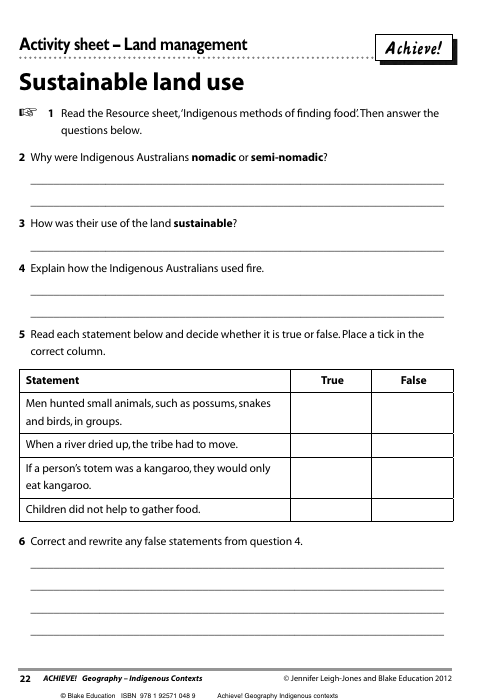 Activity sheet – Land management
Achieve!
Sustainable land use
1 Read the Resource sheet, ‘Indigenous methods of finding food’. Then answer the
questions below.
2 Why were Indigenous Australians nomadic or semi-nomadic?
3 How was their use of the land sustainable?
4 Explain how the Indigenous Australians used fire.
5 Read each statement below and decide whether it is true or false. Place a tick in the
correct column.
Statement True False
Men hunted small animals, such as possums, snakes
and birds, in groups.
When a river dried up, the tribe had to move.
If a person’s totem was a kangaroo, they would only
eat kangaroo.
Children did not help to gather food.
6 Correct and rewrite any false statements from question 4.
22 ACHIEVE! Geography – Indigenous Contexts © Jennifer Leigh-Jones and Blake Education 2012
© Blake Education ISBN 978 1 92571 048 9 Achieve! Geography Indigenous contexts